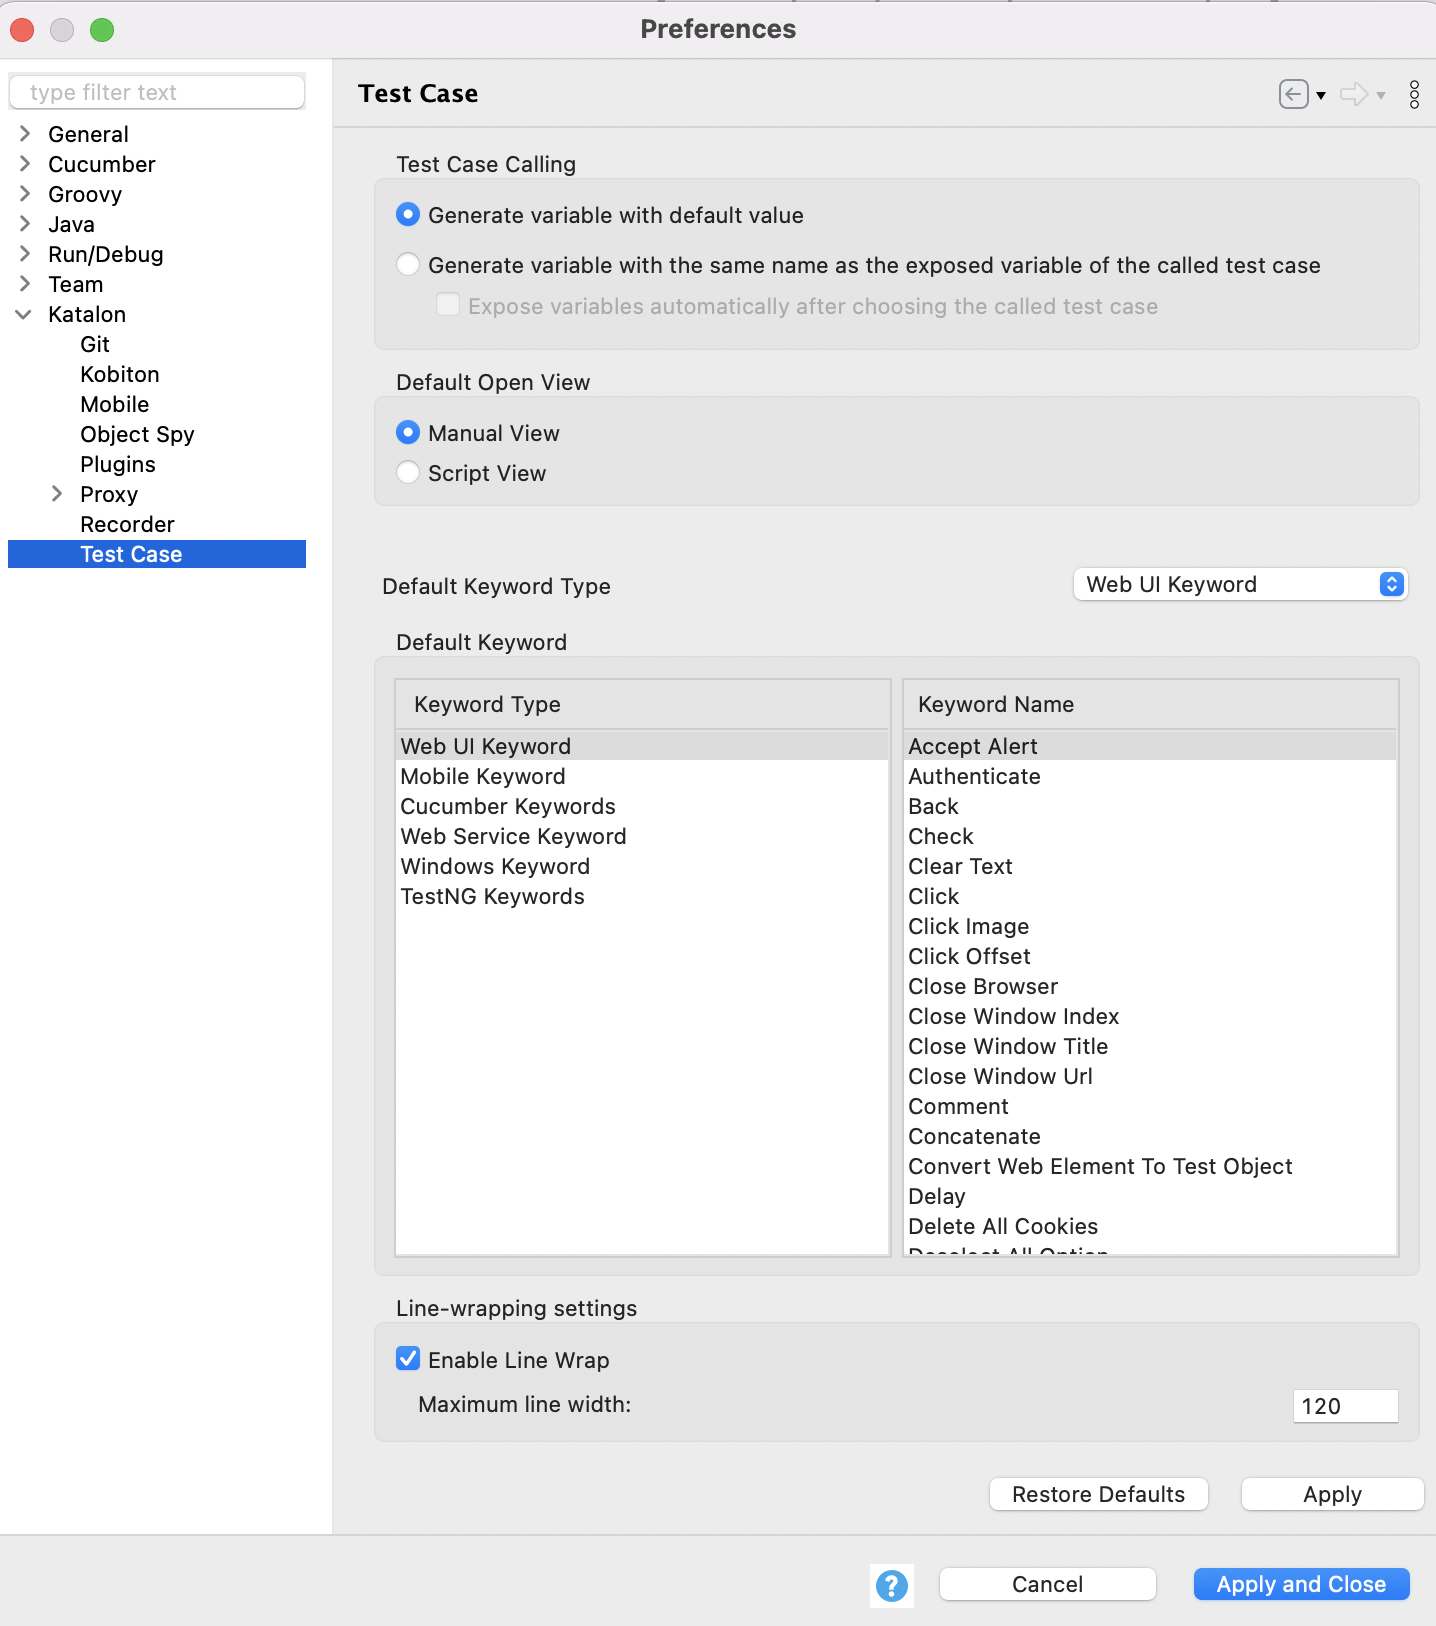 Preferences
type filter text
General
Cucumber
Groovy
Java
Run/Debug
Team
Katalon
Git
Kobiton
Mobile
Object Spy
Plugins
Proxy
Recorder
Test Case
Test Case
Test Case Calling
Generate variable with default value
Generate variable with the same name as the exposed variable of the called test case
Expose variables automatically after choosing the called test case
Default Open View
Manual View
Script View
Default Keyword Type
Web UI Keyword
Default Keyword
Keyword Type
Web UI Keyword
Mobile Keyword
Cucumber Keywords
Web Service Keyword
Windows Keyword
TestNG Keywords
Keyword Name
Accept Alert
Authenticate
Back
Check
Clear Text
Click
Click Image
Click Offset
Close Browser
Close Window Index
Close Window Title
Close Window Url
Comment
Concatenate
Convert Web Element To Test Object
Delay
Delete All Cookies
Deselect All Option
Line-wrapping settings
Enable Line Wrap
Maximum line width:
120
Restore Defaults
Apply
?
Cancel
Apply and Close